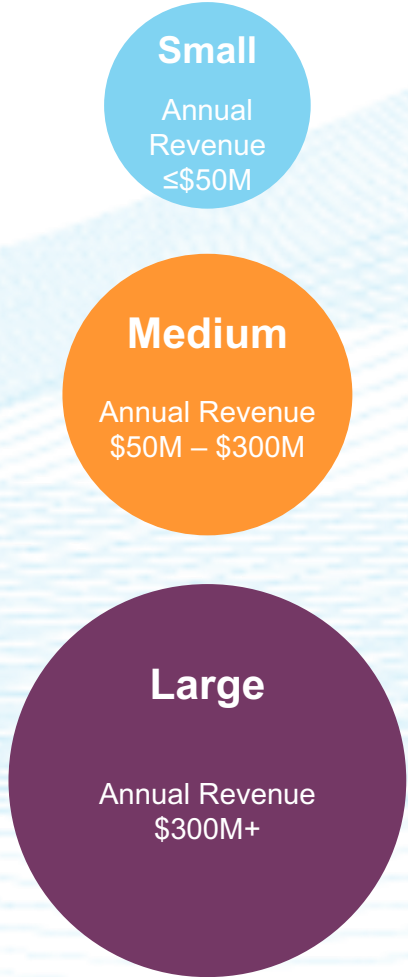 Small
Annual
Revenue
≤$50M
Medium
Annual Revenue
$50M – $300M
Large
Annual Revenue
$300M+